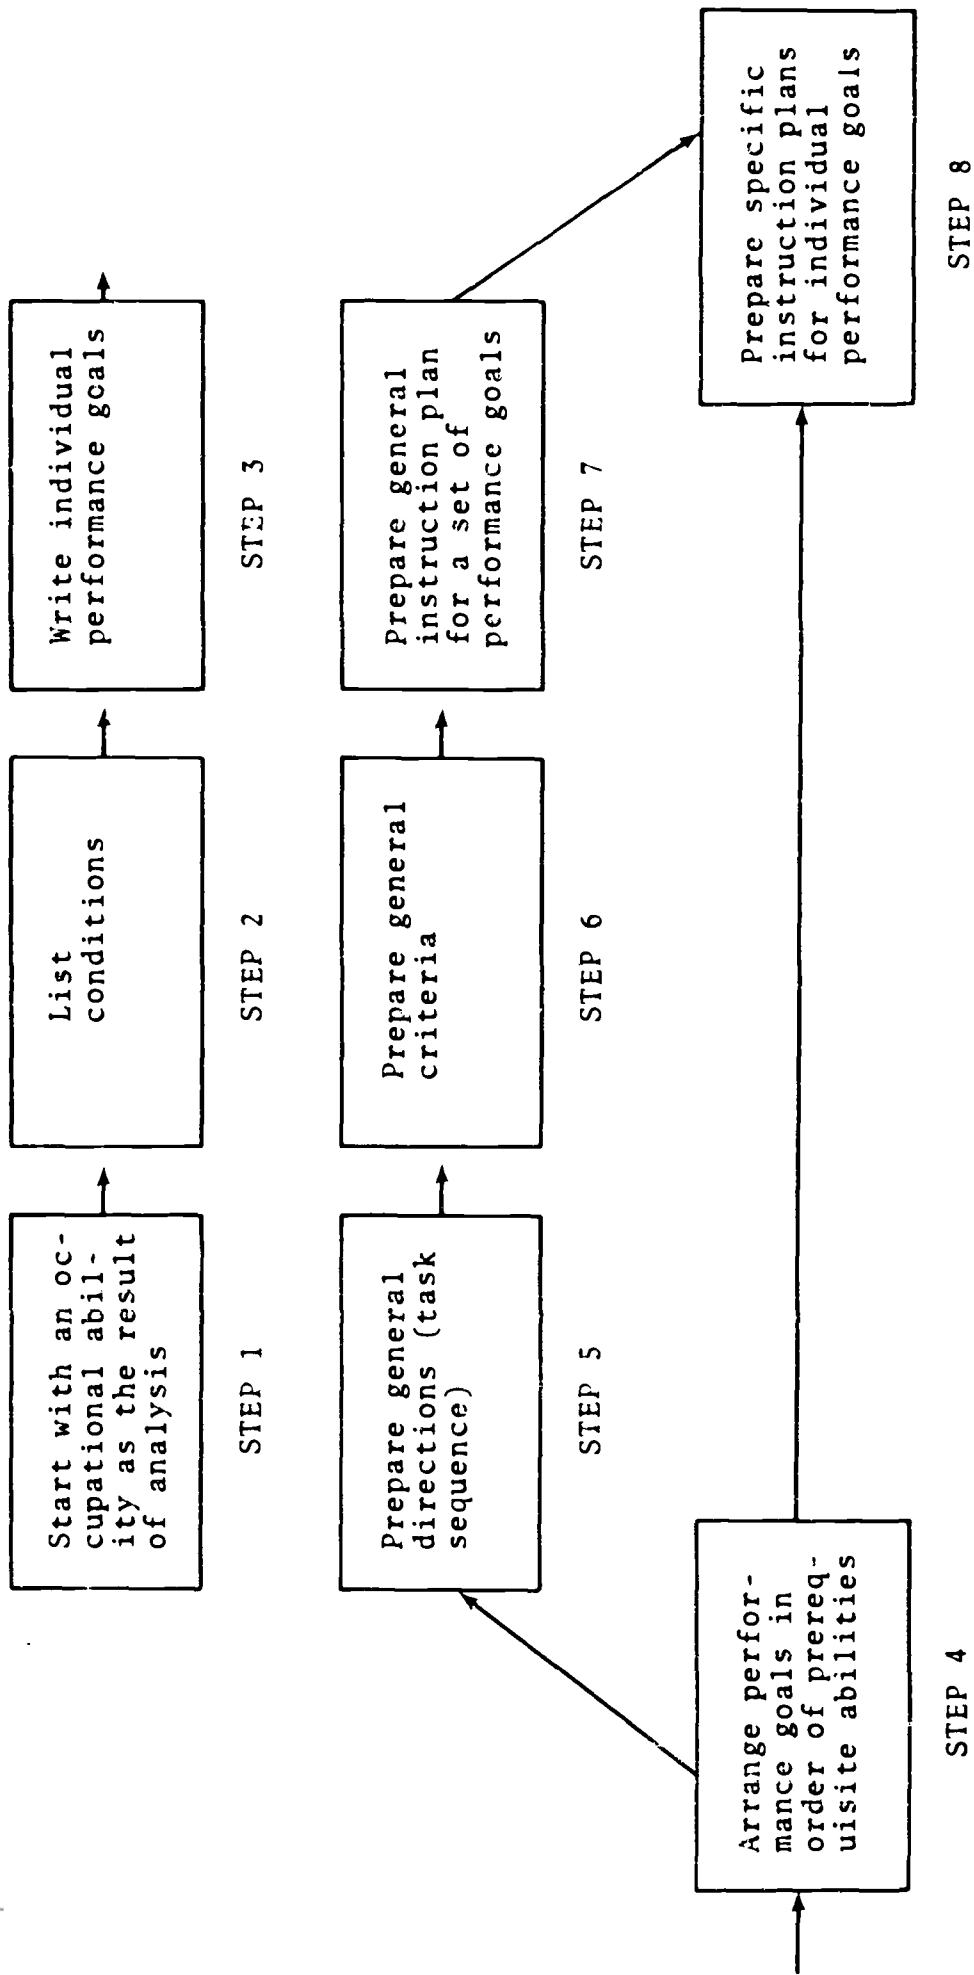 Start with an oc-
cupational abil-
ity as the result
of analysis
STEP 1
List
conditions
STEP 2
Write individual
performance goals
STEP 3
Arrange perfor-
mance goals in
order of prereq-
uisite abilities
STEP 4
Prepare general
directions (task
sequence)
STEP 5
Prepare general
criteria
STEP 6
Prepare general
instruction plan
for a set of
performance goals
STEP 7
Prepare specific
instruction plans
for individual
performance goals
STEP 8